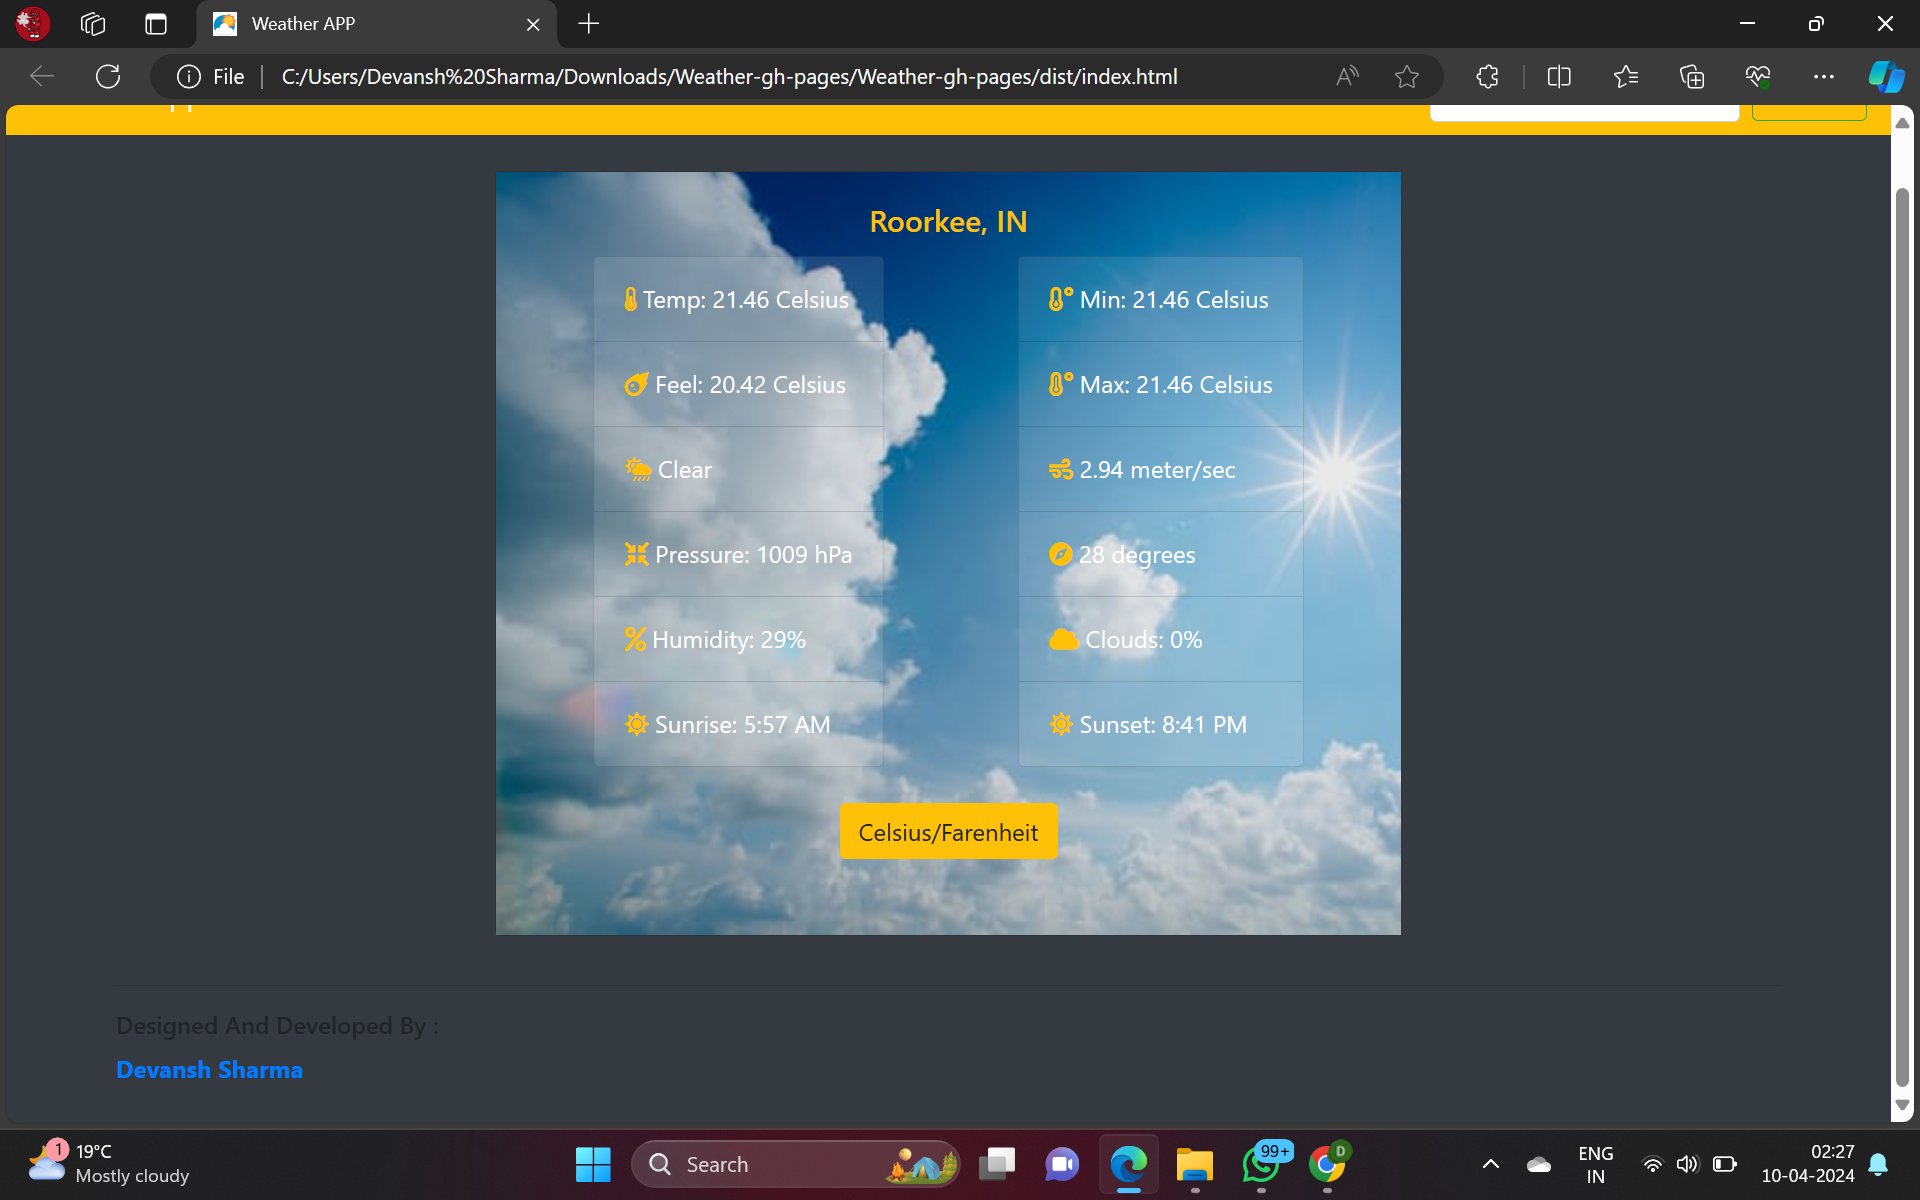 Weather APP
File
C:/Users/Devansh%20Sharma/Downloads/Weather-gh-pages/Weather-gh-pages/dist/index.html
Roorkee, IN
Temp: 21.46 Celsius
Feel: 20.42 Celsius
Clear
Pressure: 1009 hPa
Humidity: 29%
Sunrise: 5:57 AM
Min: 21.46 Celsius
Max: 21.46 Celsius
2.94 meter/sec
28 degrees
Clouds: 0%
Sunset: 8:41 PM
Celsius/Farenheit
Designed And Developed By :
Devansh Sharma
1
19°C
Mostly cloudy
Search
99+
D
ENG
IN
02:27
10-04-2024